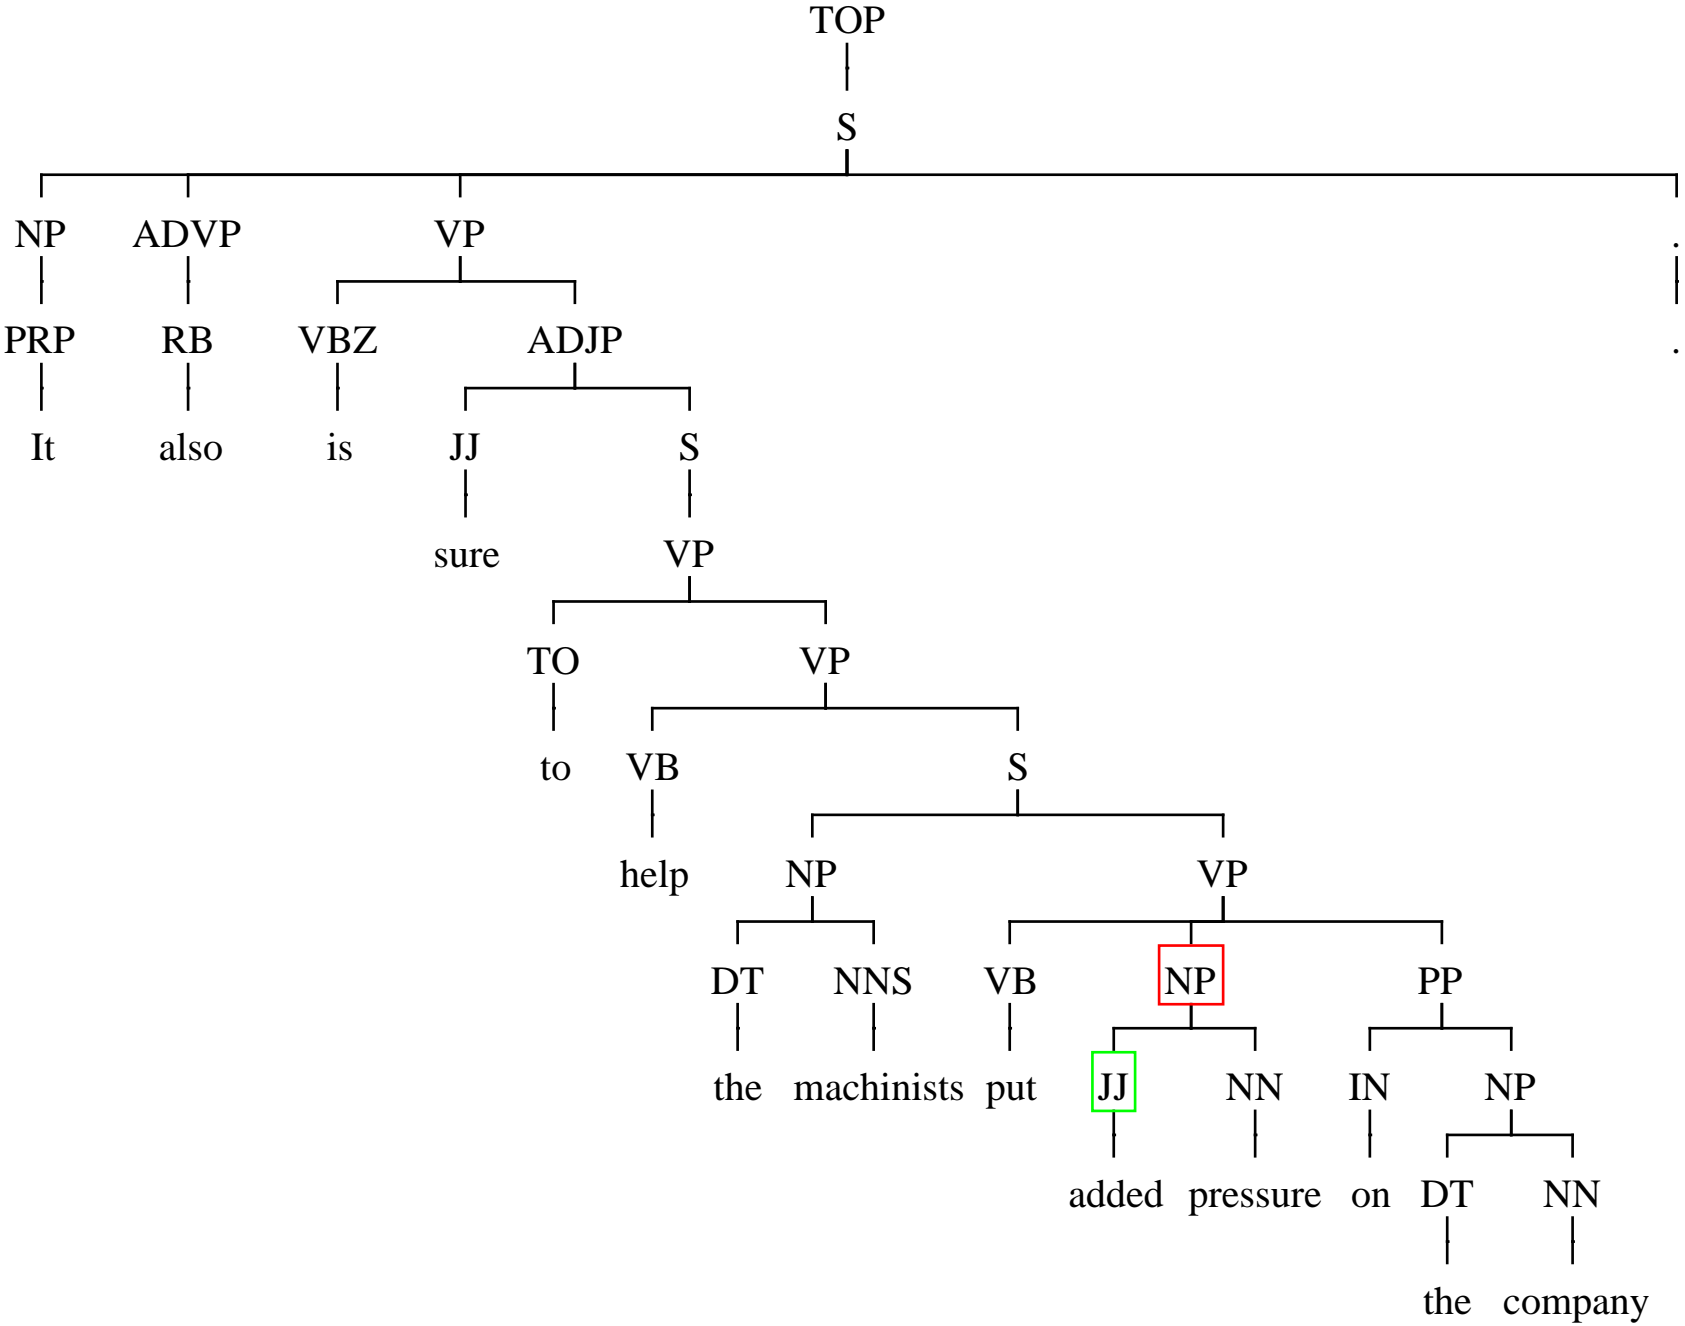 TOP
S
NP ADVP VP .
PRP RB VBZ ADJP .
It also is JJ S
sure VP
TO VP
to VB S
help NP VP
DT NNS VB NP PP
the machinists put JJ NN IN NP
added pressure on DT NN
the company